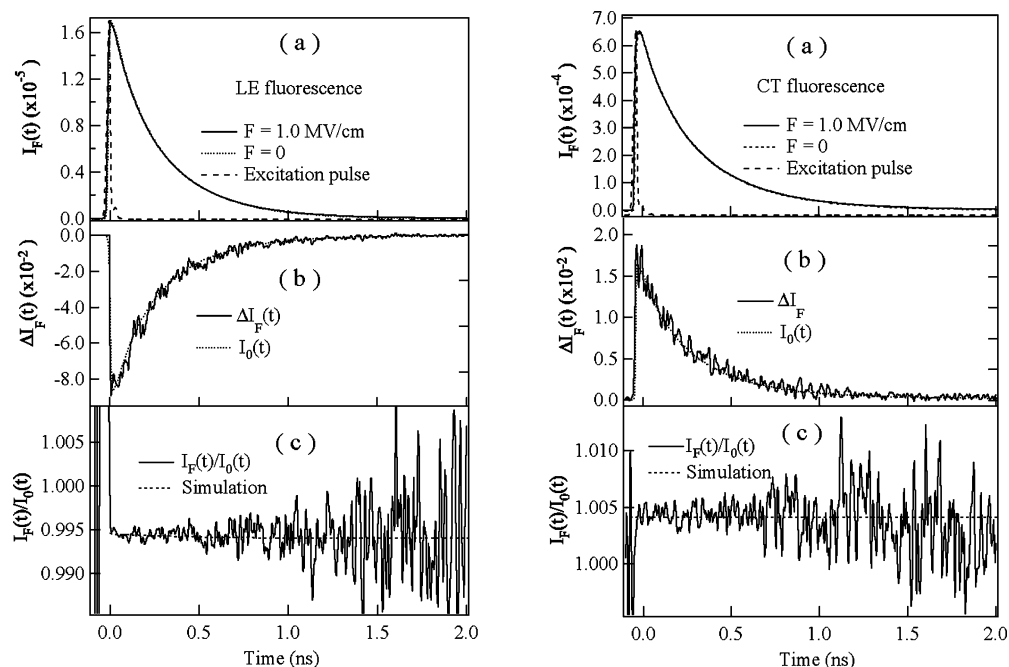 1.6
1.2
0.8
0.4
0.0
I_F(t) (x10^-5)
( a )
LE fluorescence
F = 1.0 MV/cm
F = 0
Excitation pulse
0.0
-2.0
-4.0
-6.0
-8.0
ΔI_F(t) (x10^-2)
( b )
ΔI_F(t)
I_0(t)
1.005
1.000
0.995
0.990
I_F(t)/I_0(t)
( c )
I_F(t)/I_0(t)
Simulation
0.0 0.5 1.0 1.5 2.0
Time (ns)
7.0
6.0
5.0
4.0
3.0
2.0
1.0
0.0
I_F(t) (x10^-4)
( a )
CT fluorescence
F = 1.0 MV/cm
F = 0
Excitation pulse
2.0
1.5
1.0
0.5
0.0
ΔI_F(t) (x10^-2)
( b )
ΔI_F
I_0(t)
1.010
1.005
1.000
I_F(t)/I_0(t)
( c )
I_F(t)/I_0(t)
Simulation
0.0 0.5 1.0 1.5 2.0
Time (ns)